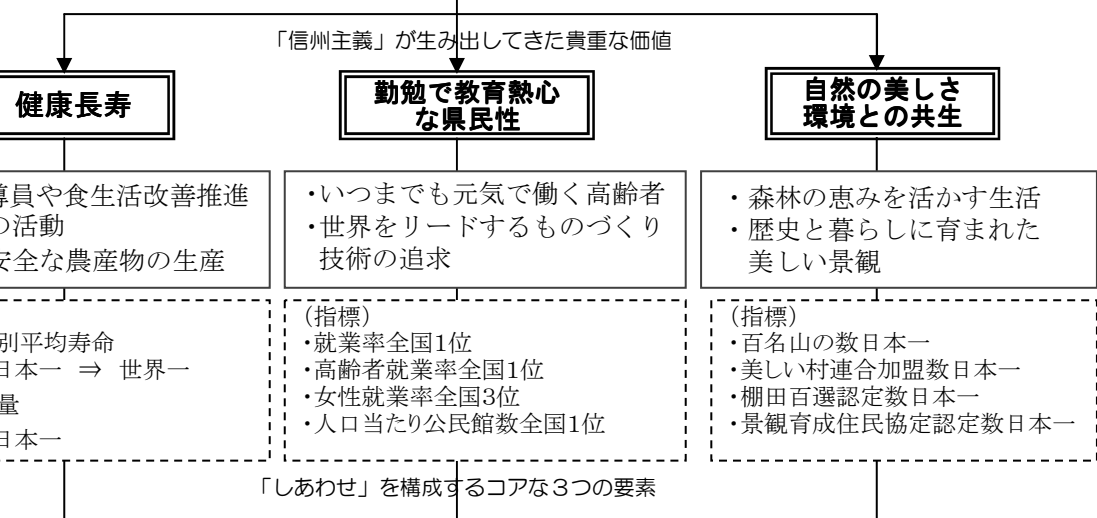 「信州主義」が生み出してきた貴重な価値
健康長寿
勤勉で教育熱心
な県民性
自然の美しさ
環境との共生
導員や食生活改善推進
の活動
安全な農産物の生産
・いつまでも元気で働く高齢者
・世界をリードするものづくり
技術の追求
・森林の恵みを活かす生活
・歴史と暮らしに育まれた
美しい景観
別平均寿命
日本一 ⇒ 世界一
量
日本一
(指標)
・就業率全国1位
・高齢者就業率全国1位
・女性就業率全国3位
・人口当たり公民館数全国1位
(指標)
・百名山の数日本一
・美しい村連合加盟数日本一
・棚田百選認定数日本一
・景観育成住民協定認定数日本一
「しあわせ」を構成するコアな３つの要素